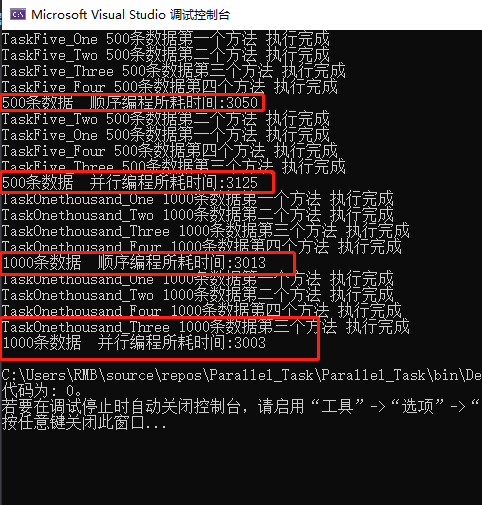 Microsoft Visual Studio 调试控制台
TaskFive_One 500条数据第一个方法 执行完成
TaskFive_Two 500条数据第二个方法 执行完成
TaskFive_Three 500条数据第三个方法 执行完成
TaskFive_Four 500条数据第四个方法 执行完成
500条数据 顺序编程所耗时间:3050
TaskFive_Two 500条数据第二个方法 执行完成
TaskFive_One 500条数据第一个方法 执行完成
TaskFive_Four 500条数据第四个方法 执行完成
TaskFive_Three 500条数据第三个方法 执行完成
500条数据 并行编程所耗时间:3125
TaskOnethousand_One 1000条数据第一个方法 执行完成
TaskOnethousand_Two 1000条数据第二个方法 执行完成
TaskOnethousand_Three 1000条数据第三个方法 执行完成
TaskOnethousand_Four 1000条数据第四个方法 执行完成
1000条数据 顺序编程所耗时间:3013
TaskOnethousand_One 1000条数据第一个方法 执行完成
TaskOnethousand_Two 1000条数据第二个方法 执行完成
TaskOnethousand_Four 1000条数据第四个方法 执行完成
TaskOnethousand_Three 1000条数据第三个方法 执行完成
1000条数据 并行编程所耗时间:3003
C:\Users\RMB\source\repos\Parallel_Task\Parallel_Task\bin\De
代码为: 0。
若要在调试停止时自动关闭控制台，请启用“工具”->“选项”->“
按任意键关闭此窗口...